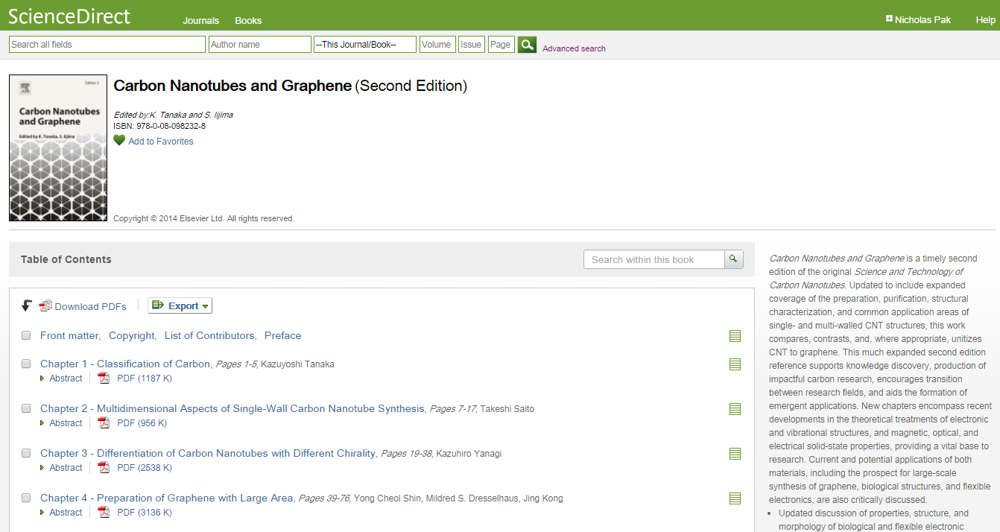 ScienceDirect
Journals Books
Nicholas Pak Help
Search all fields Author name --This Journal/Book-- Volume Issue Page Advanced search
Edition 2
Carbon Nanotubes
and Graphene
Edited by K. Tanaka, S. Iijima
Carbon Nanotubes and Graphene (Second Edition)
Edited by:K. Tanaka and S. Iijima
ISBN: 978-0-08-098232-8
Add to Favorites
Copyright © 2014 Elsevier Ltd. All rights reserved.
Table of Contents
Search within this book
Download PDFs Export
Front matter, Copyright, List of Contributors, Preface
Chapter 1 - Classification of Carbon, Pages 1-5, Kazuyoshi Tanaka
Abstract PDF (1187 K)
Chapter 2 - Multidimensional Aspects of Single-Wall Carbon Nanotube Synthesis, Pages 7-17, Takeshi Saito
Abstract PDF (956 K)
Chapter 3 - Differentiation of Carbon Nanotubes with Different Chirality, Pages 19-38, Kazuhiro Yanagi
Abstract PDF (2538 K)
Chapter 4 - Preparation of Graphene with Large Area, Pages 39-76, Yong Cheol Shin, Mildred S. Dresselhaus, Jing Kong
Abstract PDF (3136 K)
Carbon Nanotubes and Graphene is a timely second
edition of the original Science and Technology of
Carbon Nanotubes. Updated to include expanded
coverage of the preparation, purification, structural
characterization, and common application areas of
single- and multi-walled CNT structures, this work
compares, contrasts, and, where appropriate, unitizes
CNT to graphene. This much expanded second edition
reference supports knowledge discovery, production of
impactful carbon research, encourages transition
between research fields, and aids the formation of
emergent applications. New chapters encompass recent
developments in the theoretical treatments of electronic
and vibrational structures, and magnetic, optical, and
electrical solid-state properties, providing a vital base to
research. Current and potential applications of both
materials, including the prospect for large-scale
synthesis of graphene, biological structures, and flexible
electronics, are also critically discussed.
• Updated discussion of properties, structure, and
morphology of biological and flexible electronic